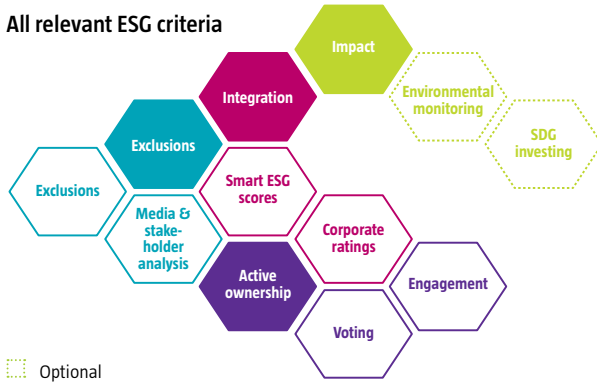 All relevant ESG criteria
Impact
Integration
Environmental
monitoring
SDG
investing
Exclusions
Exclusions
Smart ESG
scores
Media &
stake-
holder
analysis
Corporate
ratings
Active
ownership
Engagement
Voting
Optional